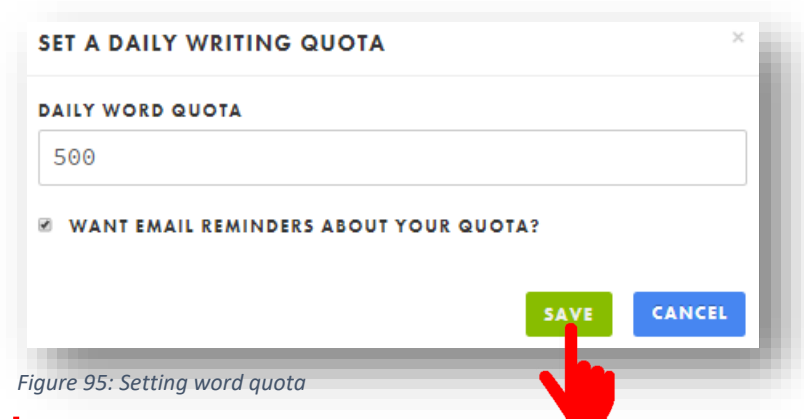 SET A DAILY WRITING QUOTA ×
DAILY WORD QUOTA
500
WANT EMAIL REMINDERS ABOUT YOUR QUOTA?
SAVE CANCEL
Figure 95: Setting word quota